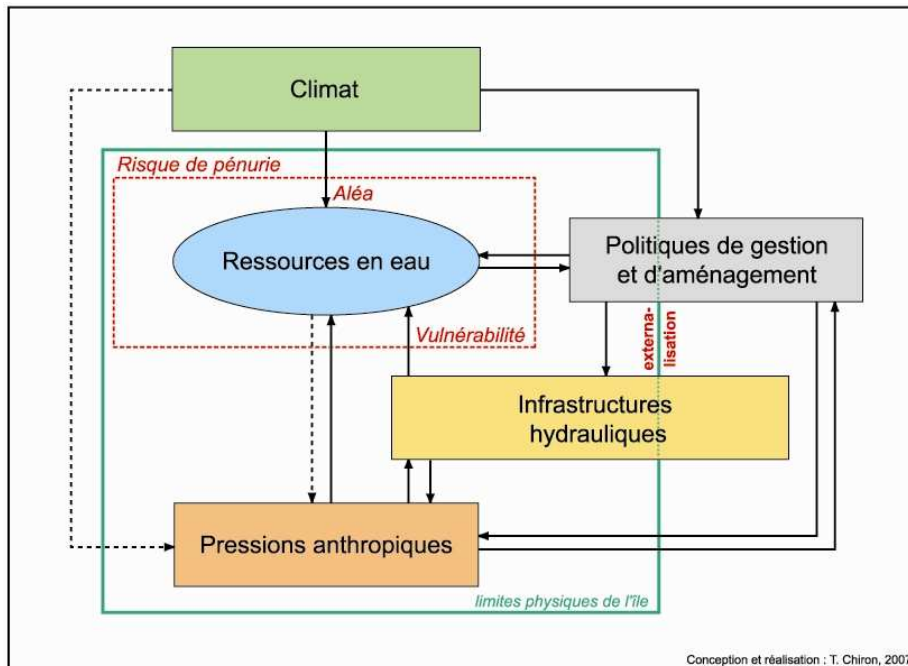 Climat
Risque de pénurie
Aléa
Ressources en eau
Politiques de gestion
et d'aménagement
Vulnérabilité
externa-
lisation
Infrastructures
hydrauliques
Pressions anthropiques
limites physiques de l'île
Conception et réalisation : T. Chiron, 2007